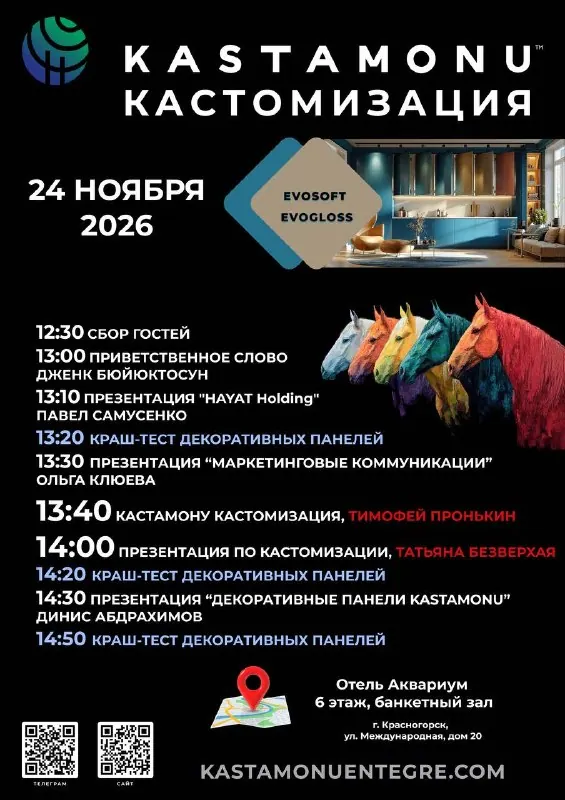 KASTAMONU™
КАСТОМИЗАЦИЯ
24 НОЯБРЯ
2026
EVOSOFT
EVOGLOSS
12:30 СБОР ГОСТЕЙ
13:00 ПРИВЕТСТВЕННОЕ СЛОВО
ДЖЕНК БЮЙЮКТОСУН
13:10 ПРЕЗЕНТАЦИЯ "HAYAT Holding"
ПАВЕЛ САМУСЕНКО
13:20 КРАШ-ТЕСТ ДЕКОРАТИВНЫХ ПАНЕЛЕЙ
13:30 ПРЕЗЕНТАЦИЯ “МАРКЕТИНГОВЫЕ КОММУНИКАЦИИ”
ОЛЬГА КЛЮЕВА
13:40 КАСТАМОНУ КАСТОМИЗАЦИЯ, ТИМОФЕЙ ПРОНЬКИН
14:00 ПРЕЗЕНТАЦИЯ ПО КАСТОМИЗАЦИИ, ТАТЬЯНА БЕЗВЕРХАЯ
14:20 КРАШ-ТЕСТ ДЕКОРАТИВНЫХ ПАНЕЛЕЙ
14:30 ПРЕЗЕНТАЦИЯ “ДЕКОРАТИВНЫЕ ПАНЕЛИ KASTAMONU”
ДИНИС АБДРАХИМОВ
14:50 КРАШ-ТЕСТ ДЕКОРАТИВНЫХ ПАНЕЛЕЙ
Отель Аквариум
6 этаж, банкетный зал
г. Красногорск,
ул. Международная, дом 20
ТЕЛЕГРАМ
САЙТ
KASTAMONUENTEGRE.COM